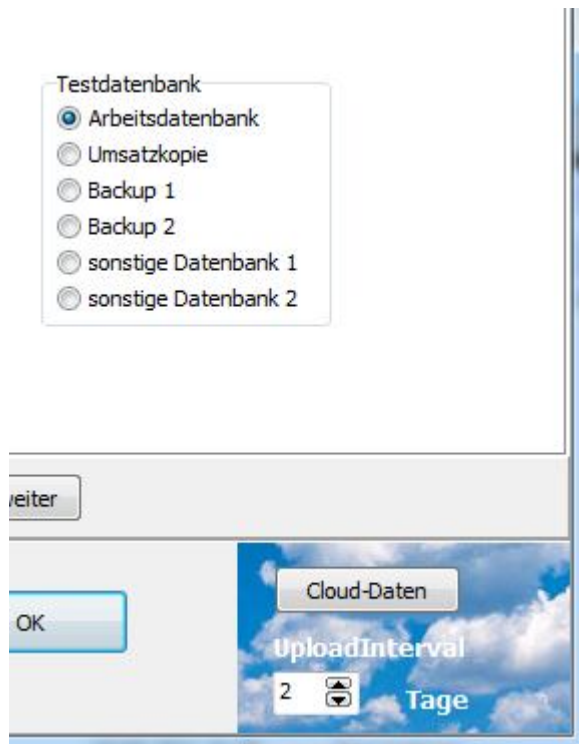 Testdatenbank
Arbeitsdatenbank
Umsatzkopie
Backup 1
Backup 2
sonstige Datenbank 1
sonstige Datenbank 2
weiter
OK
Cloud-Daten
UploadInterval
2
Tage